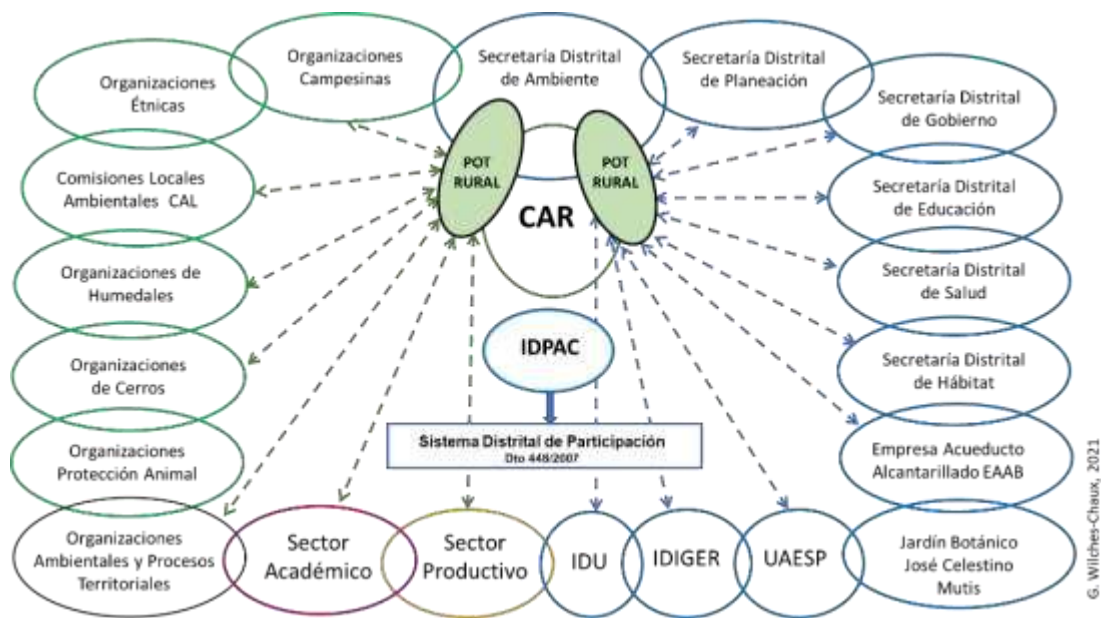 Organizaciones
Étnicas
Organizaciones
Campesinas
Secretaría Distrital
de Ambiente
Secretaría Distrital
de Planeación
Secretaría Distrital
de Gobierno
Comisiones Locales
Ambientales CAL
POT
RURAL
POT
RURAL
CAR
Secretaría Distrital
de Educación
Organizaciones de
Humedales
Secretaría Distrital
de Salud
Organizaciones
de Cerros
IDPAC
Secretaría Distrital
de Hábitat
Organizaciones
Protección Animal
Sistema Distrital de Participación
Dto 448/2007
Empresa Acueducto
Alcantarillado EAAB
Organizaciones
Ambientales y Procesos
Territoriales
Sector
Académico
Sector
Productivo
IDU
IDIGER
UAESP
Jardín Botánico
José Celestino
Mutis
G. Wilches-Chaux, 2021